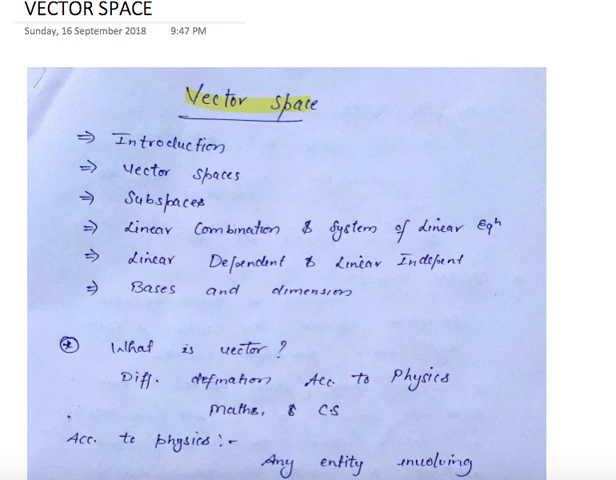 VECTOR SPACE
Sunday, 16 September 2018 9:47 PM
Vector space
⇒ Introduction
⇒ Vector spaces
⇒ Subspaces
⇒ Linear Combination & System of Linear Eqn
⇒ Linear Dependent & Linear Indepent
⇒ Bases and dimension
* What is vector ?
Diff. defination Acc. to Physics
maths, & CS
Acc. to physics :-
Any entity involving